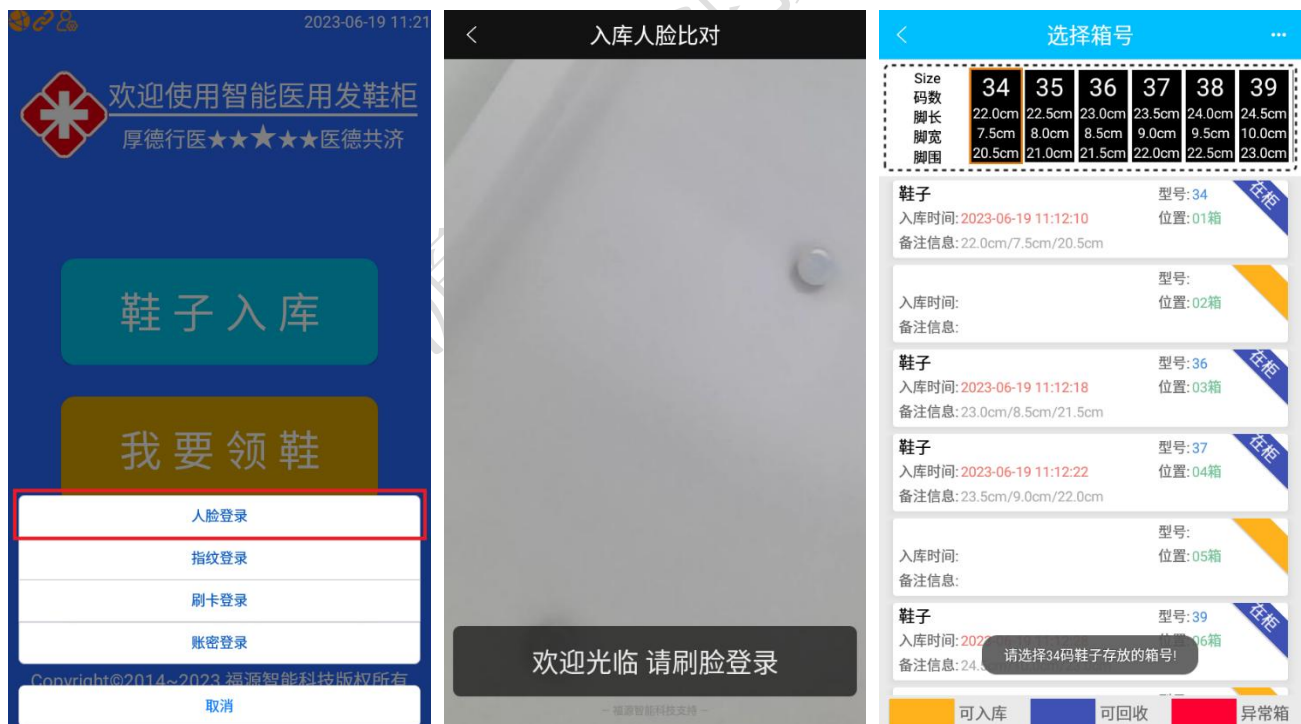 2023-06-19 11:21
欢迎使用智能医用发鞋柜
厚德行医★★★★★医德共济
鞋子入库
我要领鞋
人脸登录
指纹登录
刷卡登录
账密登录
Copyright©2014~2023 福源智能科技版权所有
取消
入库人脸比对
欢迎光临 请刷脸登录
— 福源智能科技支持 —
选择箱号
Size 34 35 36 37 38 39
码数
脚长 22.0cm 22.5cm 23.0cm 23.5cm 24.0cm 24.5cm
脚宽 7.5cm 8.0cm 8.5cm 9.0cm 9.5cm 10.0cm
脚围 20.5cm 21.0cm 21.5cm 22.0cm 22.5cm 23.0cm
鞋子 型号:34 在柜
入库时间:2023-06-19 11:12:10 位置:01箱
备注信息:22.0cm/7.5cm/20.5cm
型号:
入库时间: 位置:02箱
备注信息:
鞋子 型号:36 在柜
入库时间:2023-06-19 11:12:18 位置:03箱
备注信息:23.0cm/8.5cm/21.5cm
鞋子 型号:37 在柜
入库时间:2023-06-19 11:12:22 位置:04箱
备注信息:23.5cm/9.0cm/22.0cm
型号:
入库时间: 位置:05箱
备注信息:
鞋子 型号:39 在柜
入库时间: 06箱
备注信息:
请选择34码鞋子存放的箱号!
可入库 可回收 异常箱